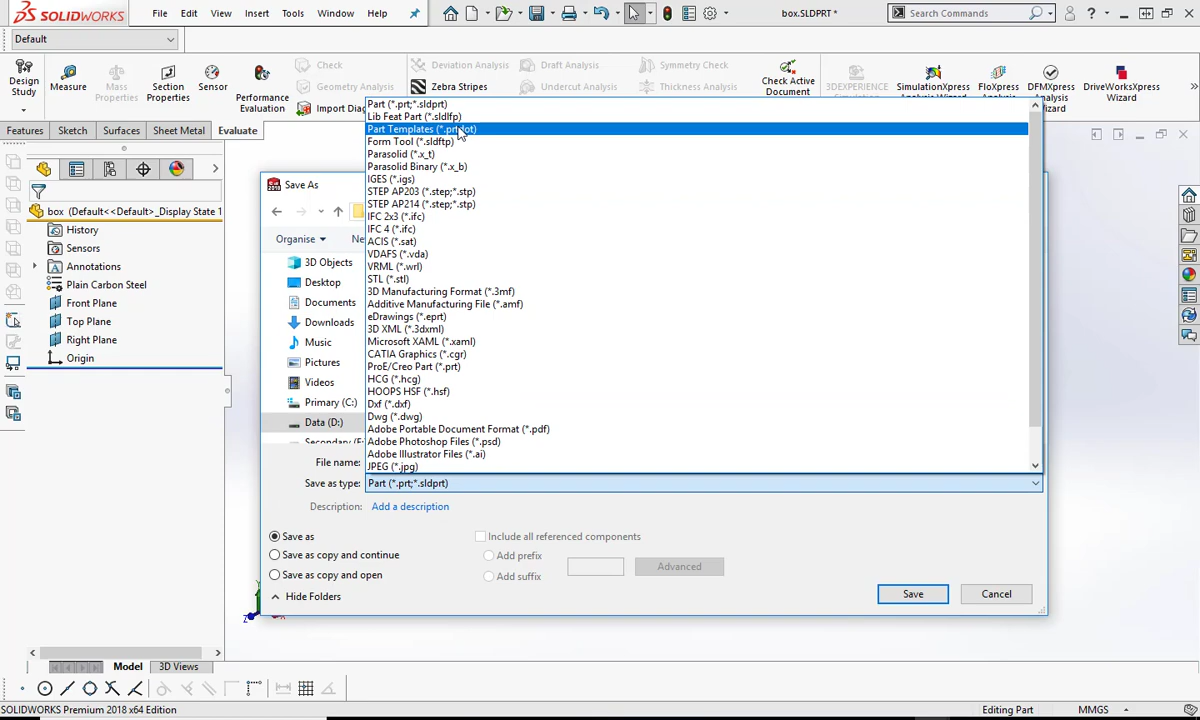 SOLIDWORKS File Edit View Insert Tools Window Help box.SLDPRT * Search Commands
Default
Design Study
Measure
Mass Properties
Section Properties
Sensor
Performance Evaluation
Check
Geometry Analysis
Import Diag
Deviation Analysis
Zebra Stripes
Draft Analysis
Undercut Analysis
Symmetry Check
Thickness Analysis
Check Active Document
3DEXPERIENCE
SimulationXpress
FloXpress
DFMXpress
DriveWorksXpress
Simulation Analysis Wizard Analysis Wizard Analysis Wizard Wizard
Features Sketch Surfaces Sheet Metal Evaluate
box (Default<<Default>_Display State 1
History
Sensors
Annotations
Plain Carbon Steel
Front Plane
Top Plane
Right Plane
Origin
Save As
Organise Ne
3D Objects
Desktop
Documents
Downloads
Music
Pictures
Videos
Primary (C:)
Data (D:)
Part (*.prt;*.sldprt)
Lib Feat Part (*.sldlfp)
Part Templates (*.prtdot)
Form Tool (*.sldftp)
Parasolid (*.x_t)
Parasolid Binary (*.x_b)
IGES (*.igs)
STEP AP203 (*.step;*.stp)
STEP AP214 (*.step;*.stp)
IFC 2x3 (*.ifc)
IFC 4 (*.ifc)
ACIS (*.sat)
VDAFS (*.vda)
VRML (*.wrl)
STL (*.stl)
3D Manufacturing Format (*.3mf)
Additive Manufacturing File (*.amf)
eDrawings (*.eprt)
3D XML (*.3dxml)
Microsoft XAML (*.xaml)
CATIA Graphics (*.cgr)
ProE/Creo Part (*.prt)
HCG (*.hcg)
HOOPS HSF (*.hsf)
Dxf (*.dxf)
Dwg (*.dwg)
Adobe Portable Document Format (*.pdf)
Adobe Photoshop Files (*.psd)
Adobe Illustrator Files (*.ai)
JPEG (*.jpg)
File name:
Save as type: Part (*.prt;*.sldprt)
Description: Add a description
Save as
Save as copy and continue
Save as copy and open
Include all referenced components
Add prefix
Add suffix
Advanced
Hide Folders
Save Cancel
Model 3D Views
SOLIDWORKS Premium 2018 x64 Edition Editing Part MMGS